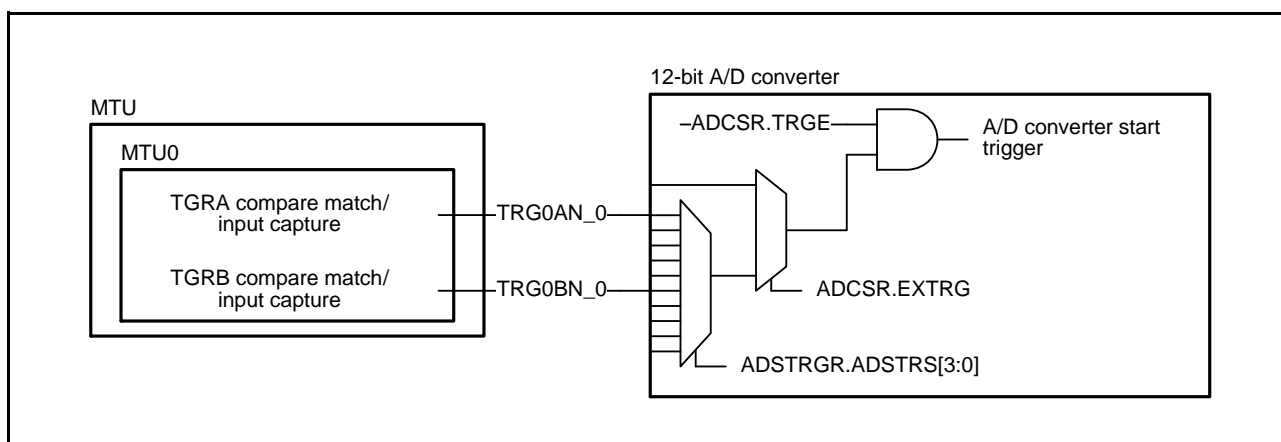 12-bit A/D converter
MTU
MTU0
TGRA compare match/
input capture
TRG0AN_0
TGRB compare match/
input capture
TRG0BN_0
ADCSR.TRGE
A/D converter start
trigger
ADCSR.EXTRG
ADSTRGR.ADSTRS[3:0]